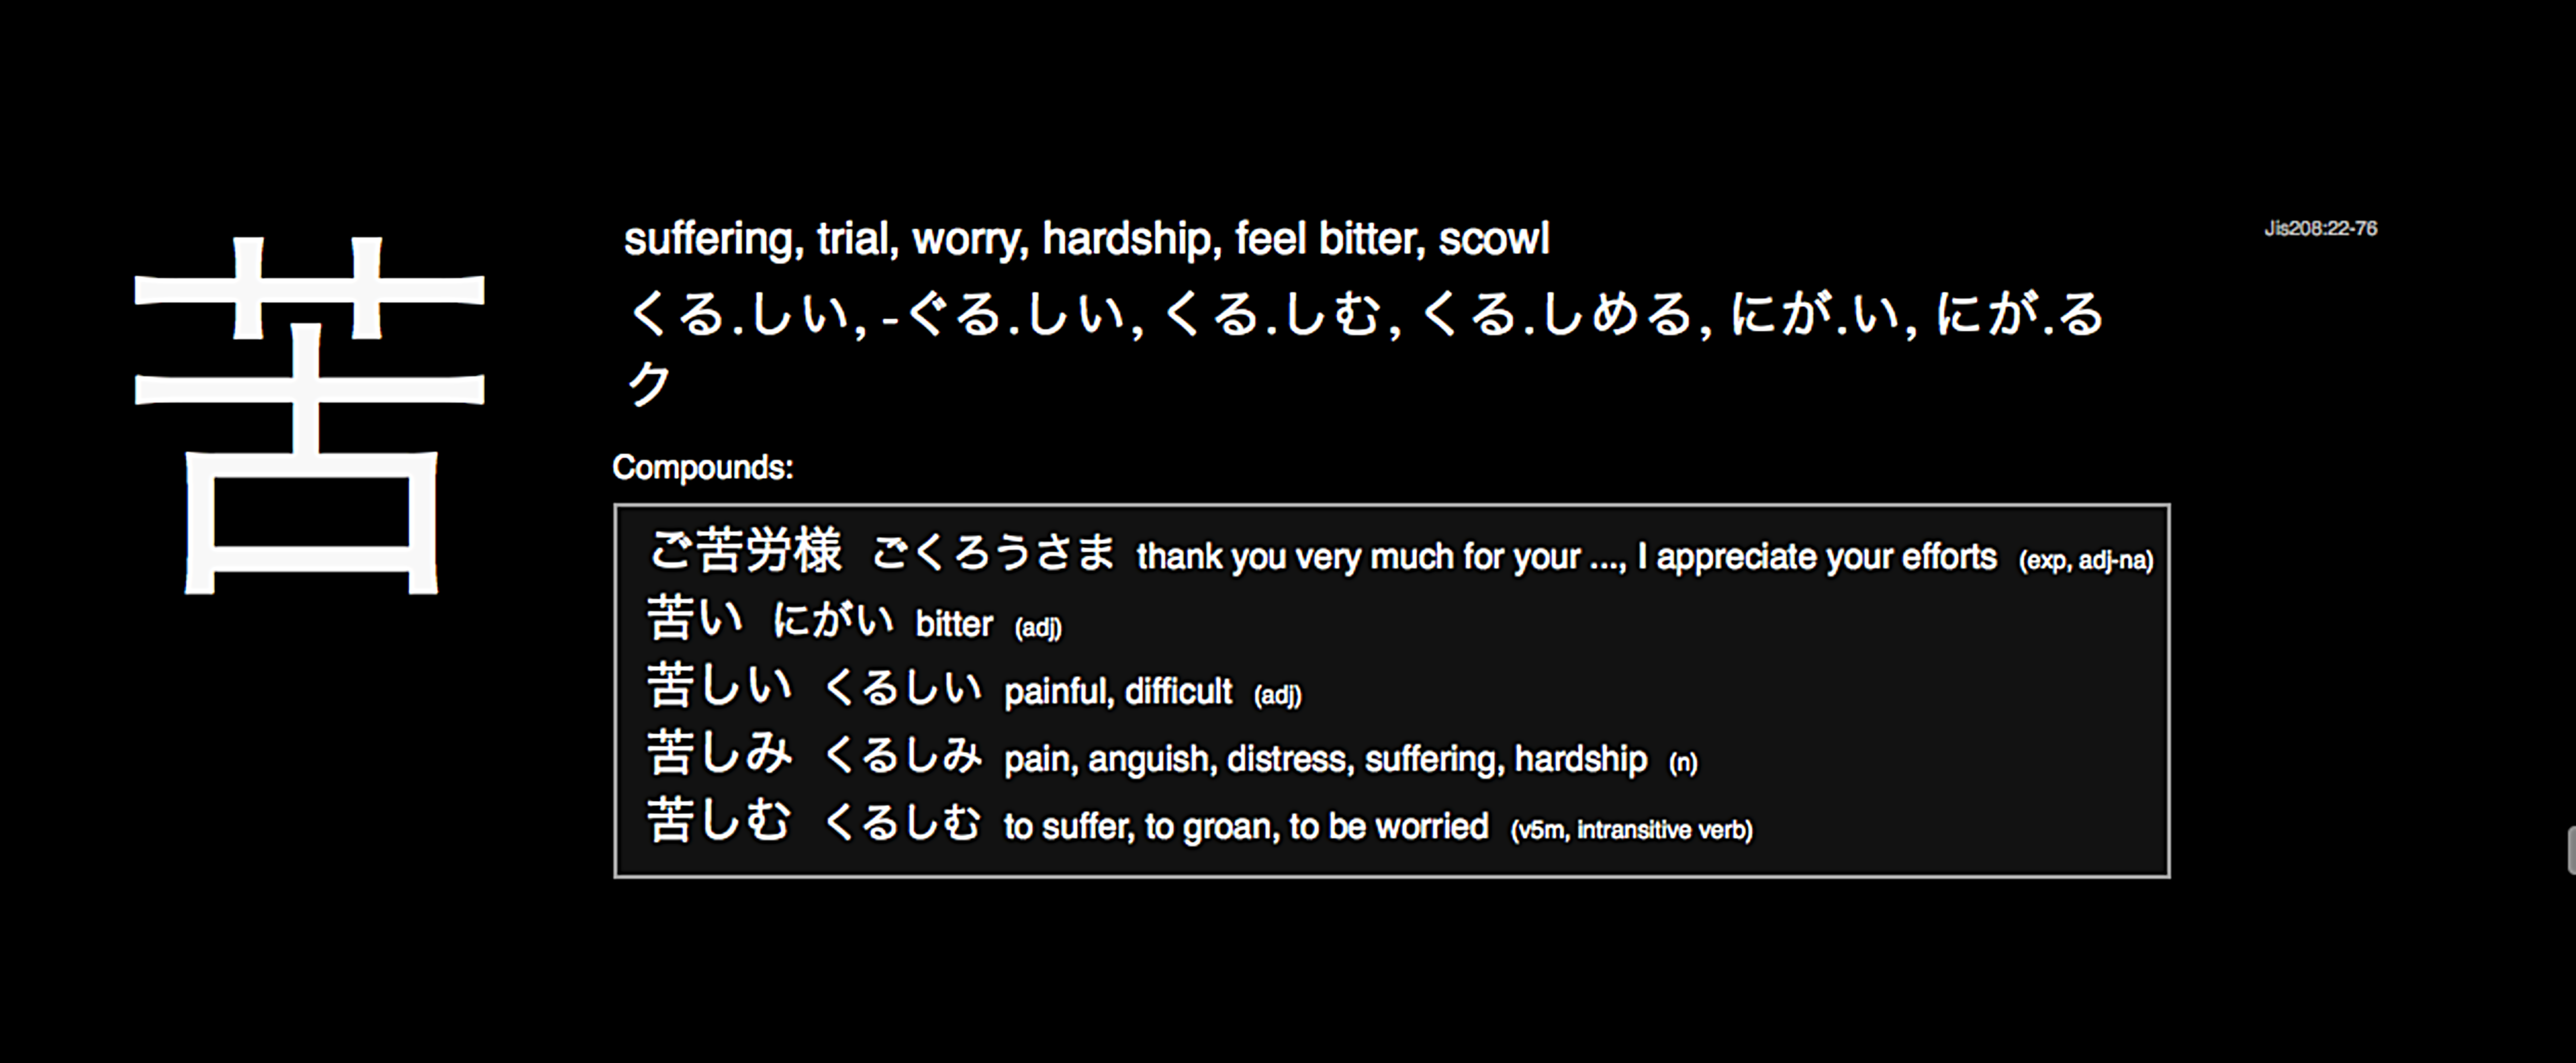 苦
suffering, trial, worry, hardship, feel bitter, scowl
Jis208:22-76
くる.しい, -ぐる.しい, くる.しむ, くる.しめる, にが.い, にが.る
ク
Compounds:
ご苦労様 ごくろうさま thank you very much for your ..., I appreciate your efforts (exp, adj-na)
苦い にがい bitter (adj)
苦しい くるしい painful, difficult (adj)
苦しみ くるしみ pain, anguish, distress, suffering, hardship (n)
苦しむ くるしむ to suffer, to groan, to be worried (v5m, intransitive verb)